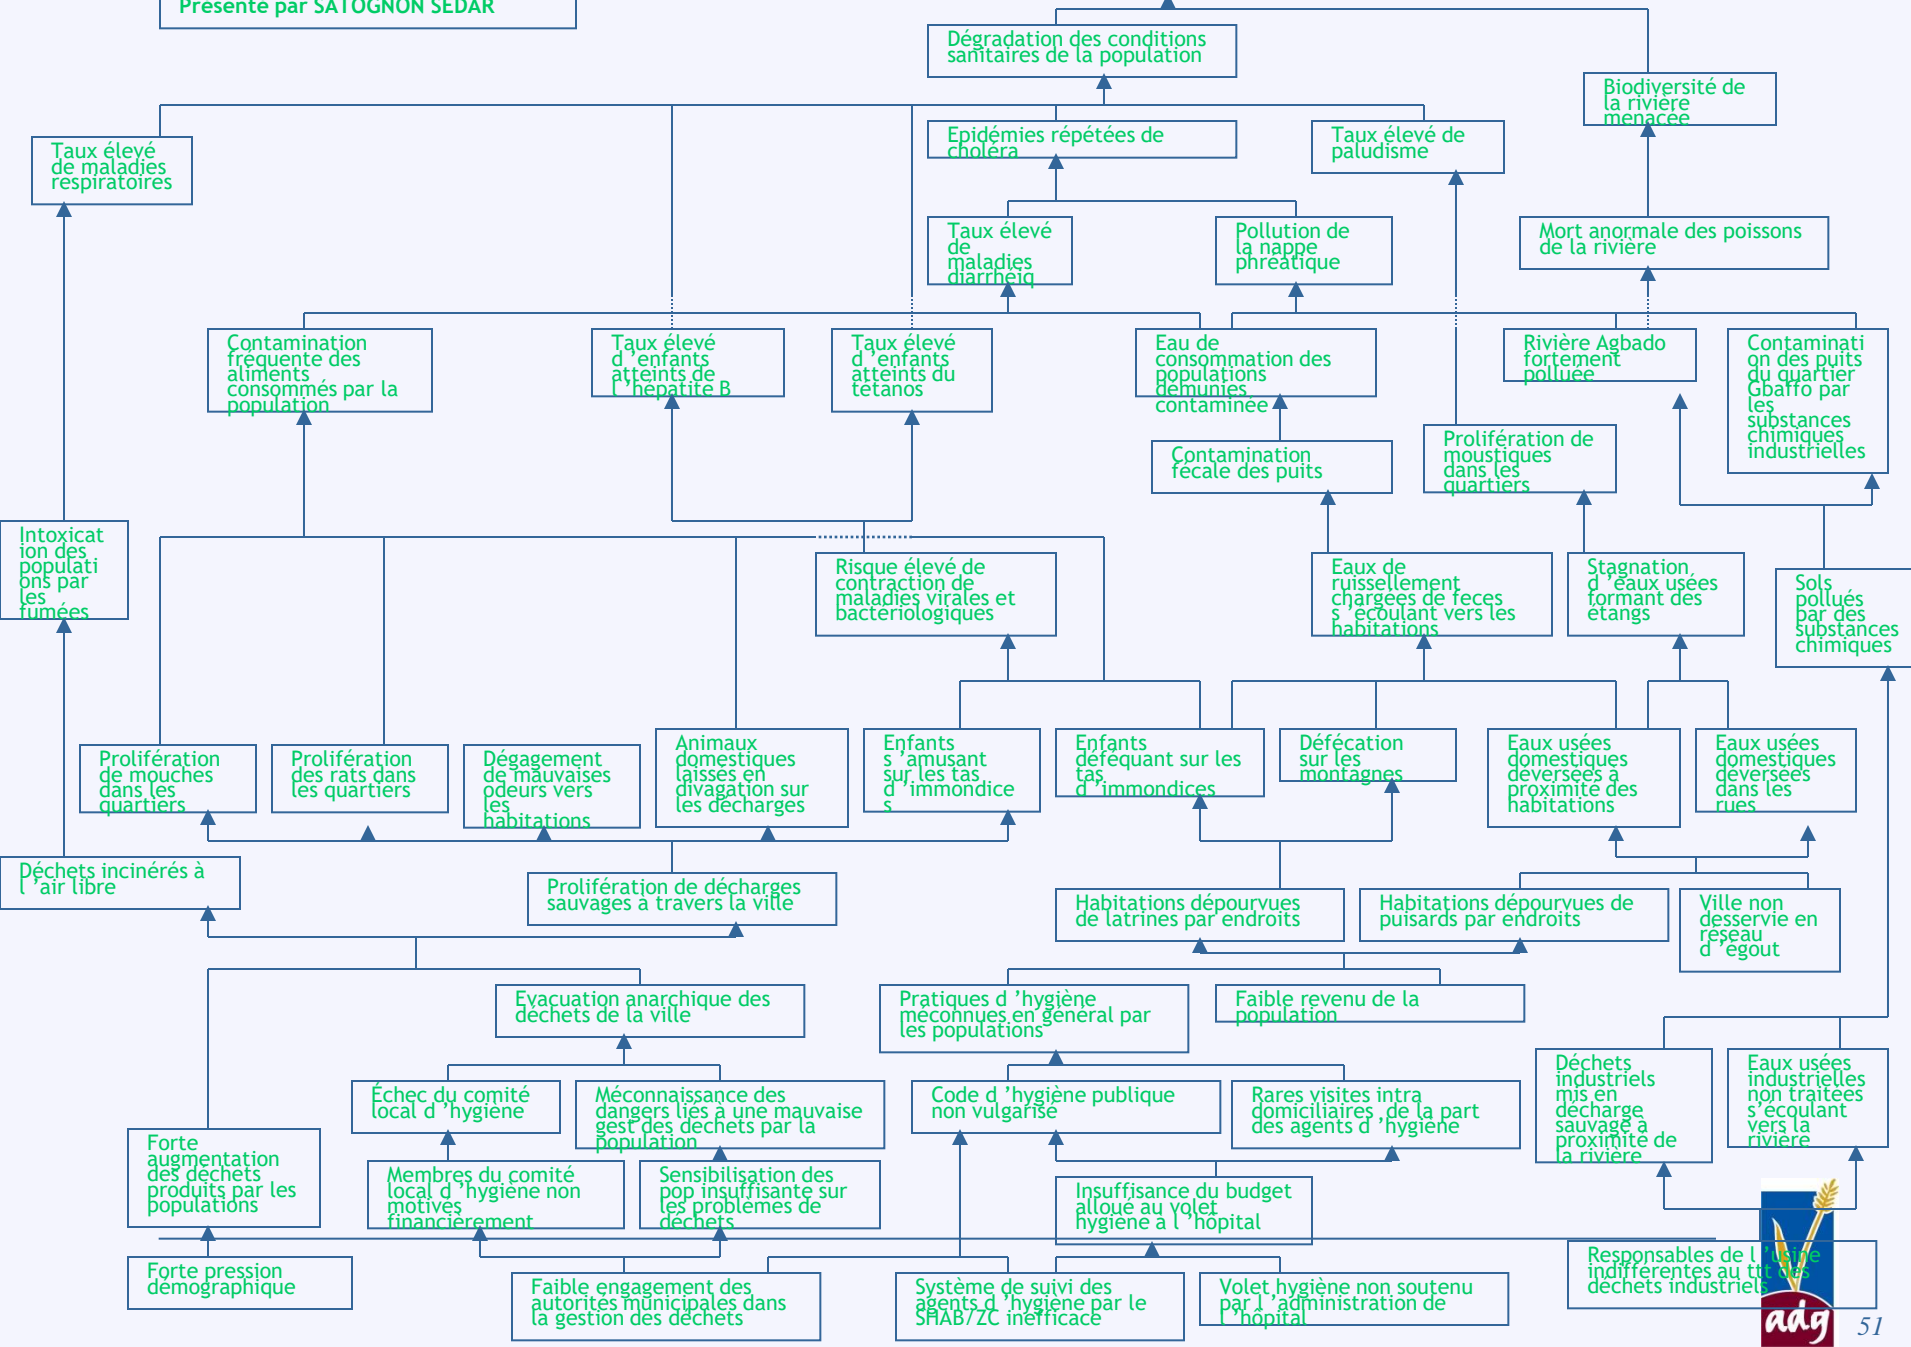 Présenté par SATOGNON SEDAR
Dégradation des conditions
sanitaires de la population
Biodiversité de
la rivière
menacée
Taux élevé
de maladies
respiratoires
Epidémies répétées de
choléra
Taux élevé de
paludisme
Taux élevé
de
maladies
diarrhéiq
Pollution de
la nappe
phréatique
Mort anormale des poissons
de la rivière
Contamination
fréquente des
aliments
consommés par la
population
Taux élevé
d ’enfants
atteints de
l ’hépatite B
Taux élevé
d ’enfants
atteints du
tétanos
Eau de
consommation des
populations
démunies
contaminée
Rivière Agbado
fortement
polluée
Contaminati
on des puits
du quartier
Gbaffo par
les
substances
chimiques
industrielles
Contamination
fécale des puits
Prolifération de
moustiques
dans les
quartiers
Intoxicat
ion des
populati
ons par
les
fumées
Risque élevé de
contraction de
maladies virales et
bactériologiques
Eaux de
ruissellement
chargées de feces
s ’écoulant vers les
habitations
Stagnation
d ’eaux usées
formant des
étangs
Sols
pollués
par des
substances
chimiques
Prolifération
de mouches
dans les
quartiers
Prolifération
des rats dans
les quartiers
Dégagement
de mauvaises
odeurs vers
les
habitations
Animaux
domestiques
laissés en
divagation sur
les décharges
Enfants
s ’amusant
sur les tas
d ’immondice
s
Enfants
déféquant sur les
tas
d ’immondices
Défécation
sur les
montagnes
Eaux usées
domestiques
déversées à
proximité des
habitations
Eaux usées
domestiques
déversées
dans les
rues
Déchets incinérés à
l ’air libre
Prolifération de décharges
sauvages à travers la ville
Habitations dépourvues
de latrines par endroits
Habitations dépourvues de
puisards par endroits
Ville non
desservie en
réseau
d ’égout
Evacuation anarchique des
déchets de la ville
Pratiques d ’hygiène
méconnues en général par
les populations
Faible revenu de la
population
Déchets
industriels
mis en
décharge
sauvage à
proximité de
la rivière
Eaux usées
industrielles
non traitées
s’écoulant
vers la
rivière
Échec du comité
local d ’hygiène
Méconnaissance des
dangers liés à une mauvaise
gest des déchets par la
population
Code d ’hygiène publique
non vulgarisé
Rares visites intra
domiciliaires  de la part
des agents d ’hygiène
Forte
augmentation
des déchets
produits par les
populations
Membres du comité
local d ’hygiène non
motivés
financièrement
Sensibilisation des
pop insuffisante sur
les problèmes de
déchets
Insuffisance du budget
alloué au volet
hygiène à l ’hôpital
Responsables de l ’usine
indifférentes au ttt des
déchets industriels
Forte pression
démographique
Faible engagement des
autorités municipales dans
la gestion des déchets
Système de suivi des
agents d ’hygiène par le
SHAB/ZC inefficace
Volet hygiène non soutenu
par l ’administration de
l ’hôpital
adg
51